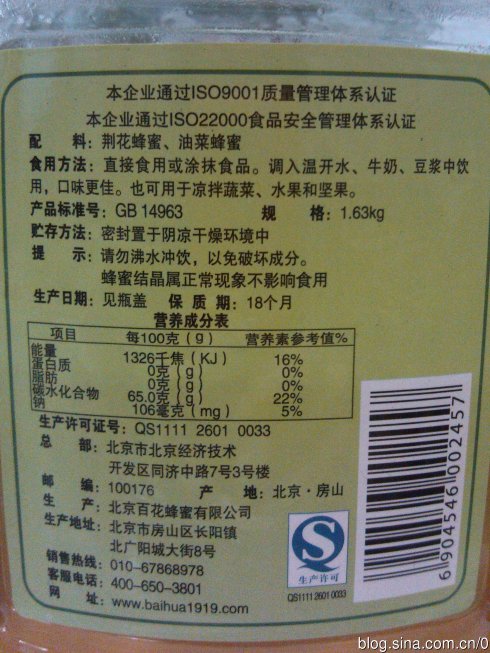 本企业通过ISO9001质量管理体系认证
本企业通过ISO22000食品安全管理体系认证
配 料：荆花蜂蜜、油菜蜂蜜
食用方法：直接食用或涂抹食品。调入温开水、牛奶、豆浆中饮
用，口味更佳。也可用于凉拌蔬菜、水果和坚果。
产品标准号：GB 14963 规 格：1.63kg
贮存方法：密封置于阴凉干燥环境中
提 示：请勿沸水冲饮，以免破坏成分。
蜂蜜结晶属正常现象不影响食用
生产日期：见瓶盖 保 质 期：18个月
营养成分表
项目 每100克（g） 营养素参考值%
能量 1326千焦（KJ） 16%
蛋白质 0克（g） 0%
脂肪 0克（g） 0%
碳水化合物 65.0克（g） 22%
钠 106毫克（mg） 5%
生产许可证号：QS1111 2601 0033
总 部：北京市北京经济技术
开发区同济中路7号3号楼
邮 编：100176 产 地：北京·房山
生 产：北京百花蜂蜜有限公司
生产地址：北京市房山区长阳镇
北广阳城大街8号
销售热线：010-67868978
客服电话：400-650-3801
网 址：www.baihua1919.com
生产许可
QS1111 2601 0033
6 904546 002457
blog.sina.com.cn/0